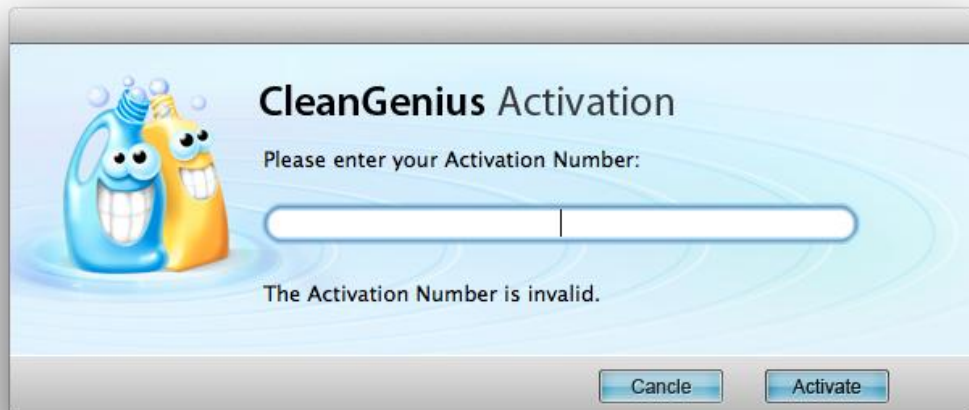 CleanGenius Activation
Please enter your Activation Number:
The Activation Number is invalid.
Cancle Activate